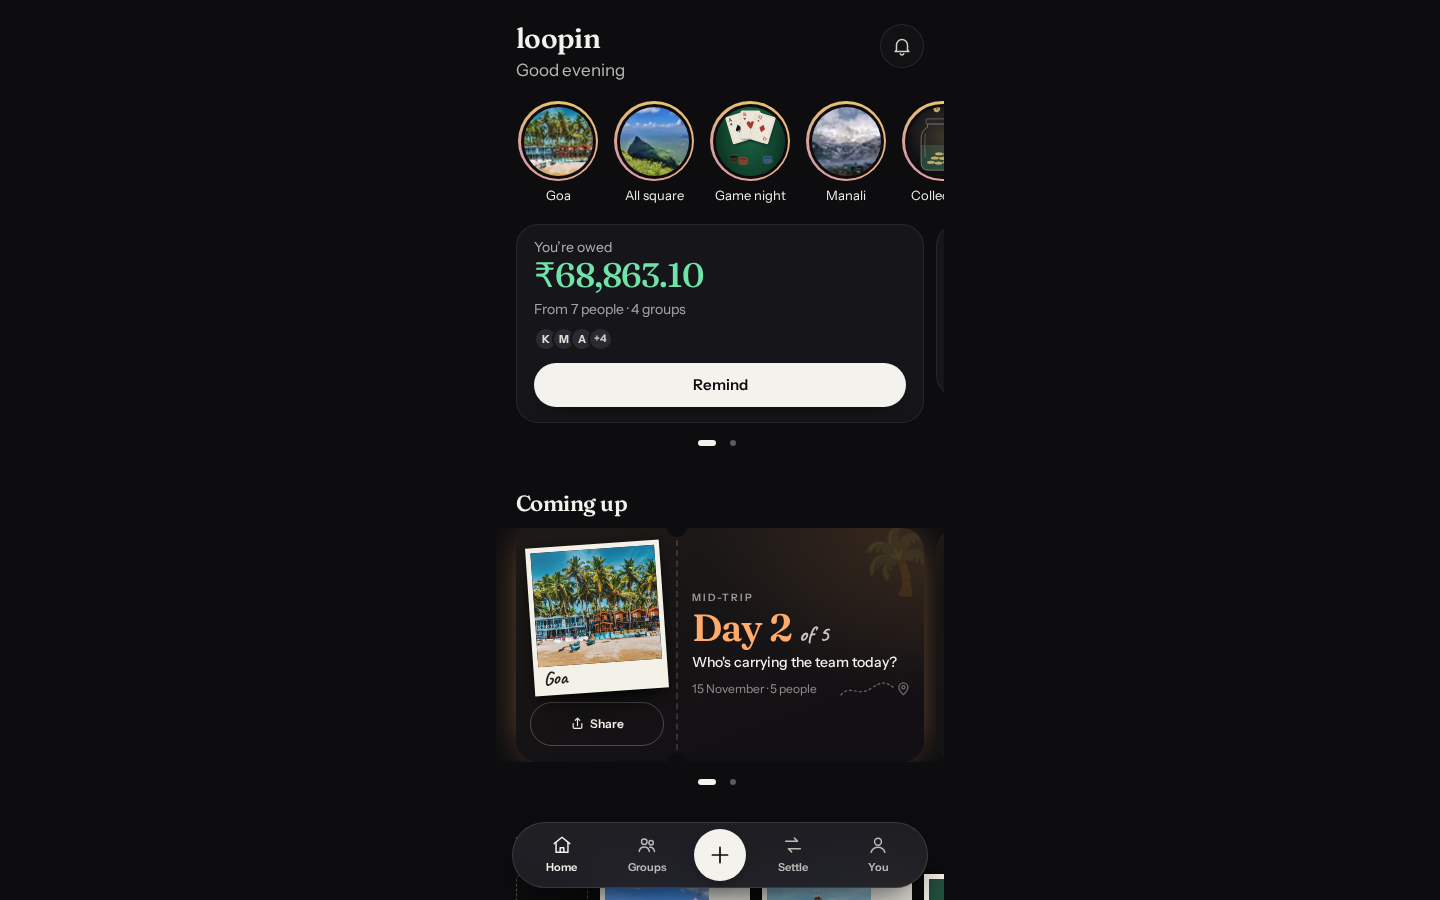 loopin
Good evening
Goa
All square
Game night
Manali
You're owed
₹68,863.10
From 7 people · 4 groups
K M A +4
Remind
Coming up
Goa
Share
MID-TRIP
Day 2 of 5
Who's carrying the team today?
15 November · 5 people
Home
Groups
Settle
You